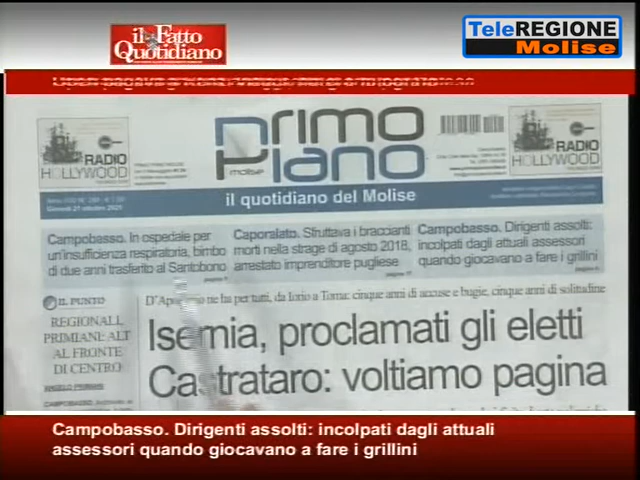 il Fatto
Quotidiano
TeleREGIONE
Molise
RADIO
HOLLYWOOD
PRIMO
PIANO
molise
RADIO
HOLLYWOOD
il quotidiano del Molise
Campobasso. In ospedale per
un'insufficienza respiratoria, bimbo
di due anni trasferito al Santobono
Caporalato. Sfruttava i braccianti
morti nella strage di agosto 2018,
arrestato imprenditore pugliese
Campobasso. Dirigenti assolti:
incolpati dagli attuali assessori
quando giocavano a fare i grillini
IL PUNTO
REGIONALI,
PRIMIANI: ALT
AL FRONTE
DI CENTRO
ne ha per tutti, da Iorio a Toma: cinque anni di accuse e bugie, cinque anni di solitudine
Isernia, proclamati gli eletti
Castrataro: voltiamo pagina
Campobasso. Dirigenti assolti: incolpati dagli attuali
assessori quando giocavano a fare i grillini